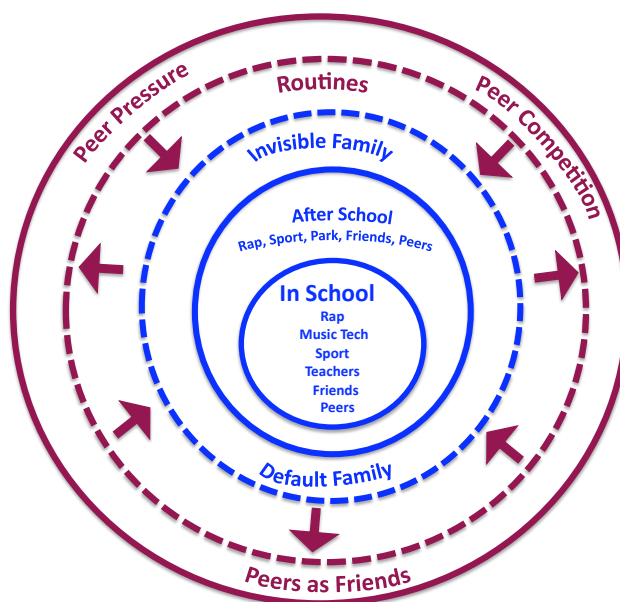 Peer Pressure
Routines
Peer Competition
Invisible Family
After School
Rap, Sport, Park, Friends, Peers
In School
Rap
Music Tech
Sport
Teachers
Friends
Peers
Default Family
Peers as Friends